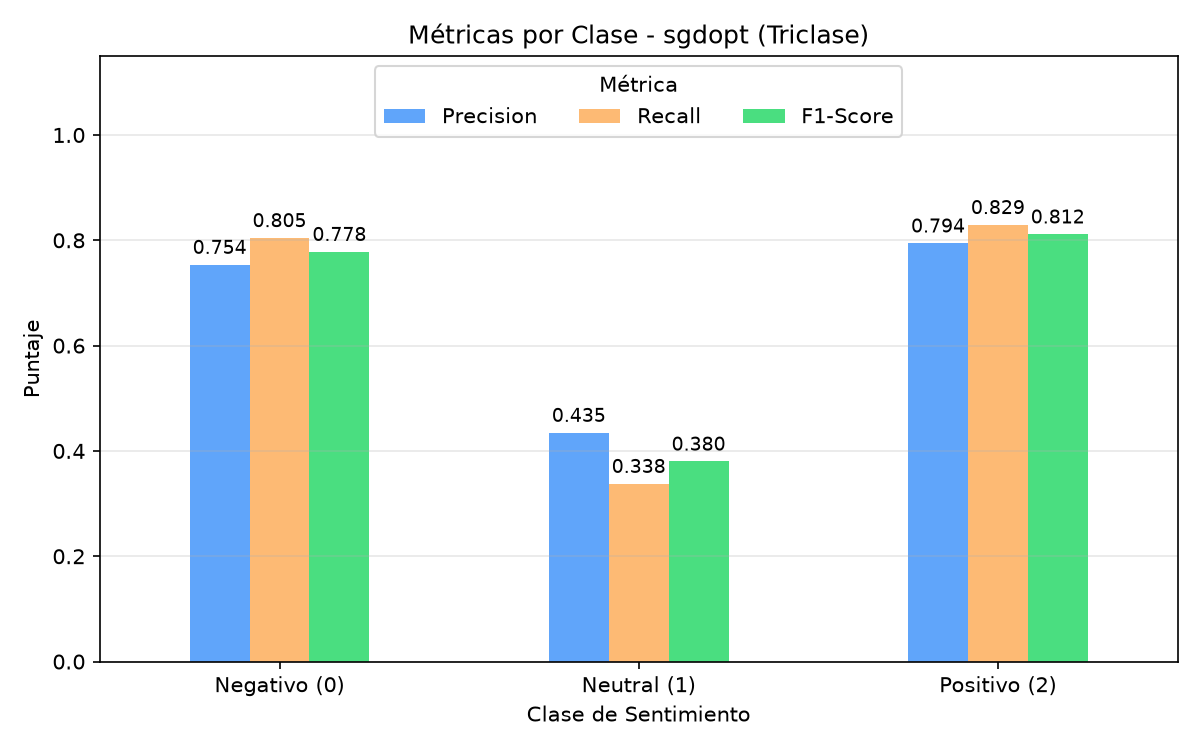 Métricas por Clase - sgdopt (Triclase)
Métrica
Precision Recall F1-Score
Puntaje
1.0
0.8
0.6
0.4
0.2
0.0
0.754 0.805 0.778
0.435 0.338 0.380
0.794 0.829 0.812
Negativo (0) Neutral (1) Positivo (2)
Clase de Sentimiento